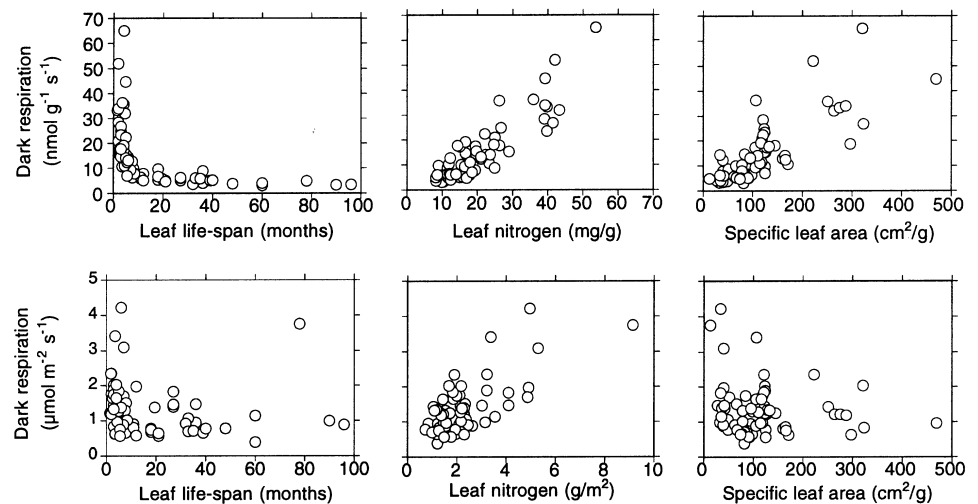 Dark respiration
(nmol g⁻¹ s⁻¹)
70
60
50
40
30
20
10
0
0 20 40 60 80 100
Leaf life-span (months)
0 10 20 30 40 50 60 70
Leaf nitrogen (mg/g)
0 100 200 300 400 500
Specific leaf area (cm²/g)
Dark respiration
(µmol m⁻² s⁻¹)
5
4
3
2
1
0
0 20 40 60 80 100
Leaf life-span (months)
0 2 4 6 8 10
Leaf nitrogen (g/m²)
0 100 200 300 400 500
Specific leaf area (cm²/g)